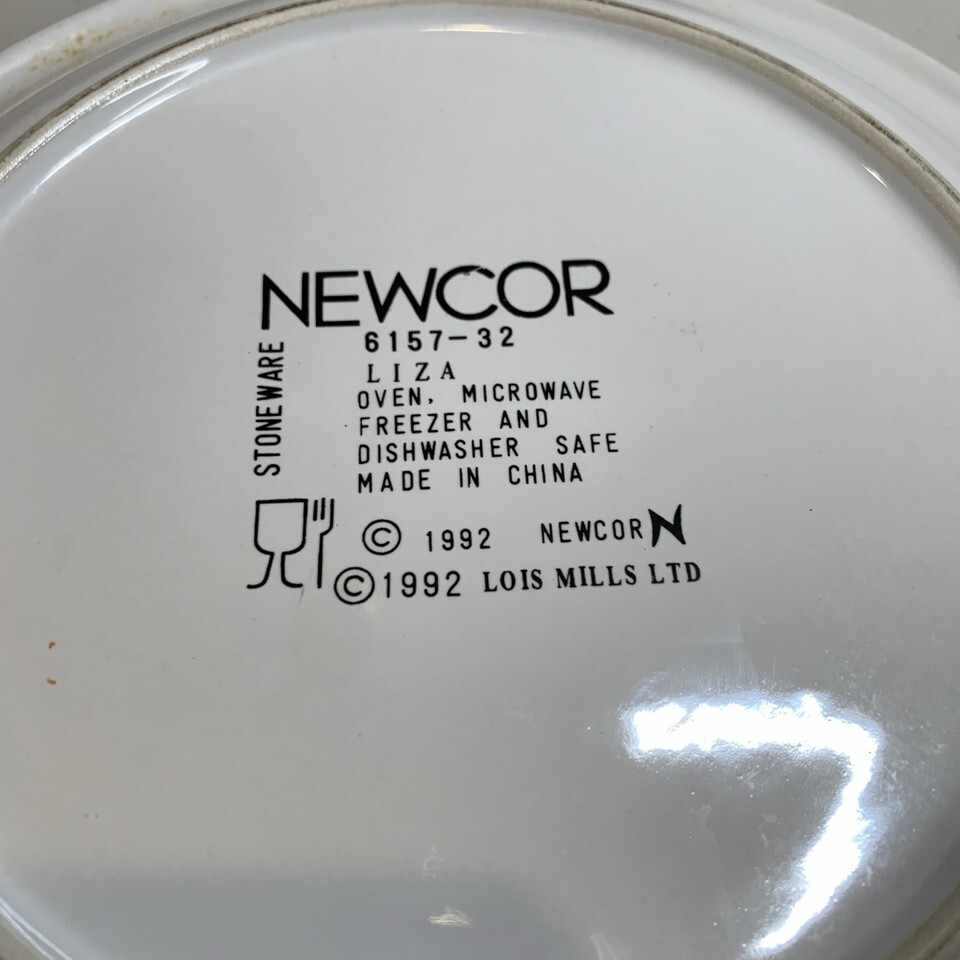 NEWCOR
6157-32
LIZA
STONEWARE
OVEN, MICROWAVE
FREEZER AND
DISHWASHER SAFE
MADE IN CHINA
© 1992 NEWCOR N
©1992 LOIS MILLS LTD